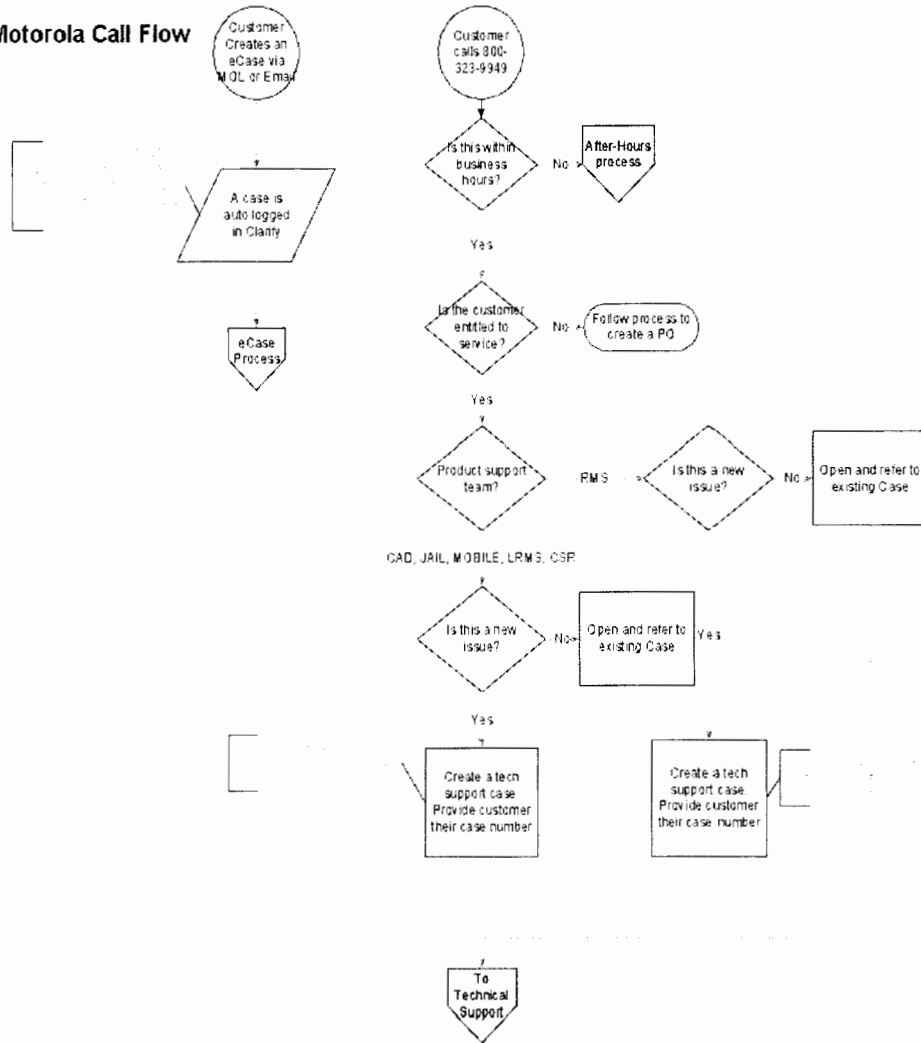 Motorola Call Flow
Customer
Creates an
eCase via
MOL or Email
Customer
calls 800-
323-9949
A case is
auto logged
in Clarify
eCase
Process
Is this within
business
hours?
No
After-Hours
process
Yes
Is the customer
entitled to
service?
No
Follow process to
create a PO
Yes
Product support
team?
RMS
Is this a new
issue?
No
Open and refer to
existing Case
CAD, JAIL, MOBILE, LRMS, CSR
Is this a new
issue?
No
Open and refer to
existing Case
Yes
Yes
Create a tech
support case
Provide customer
their case number
Create a tech
support case.
Provide customer
their case number
To
Technical
Support